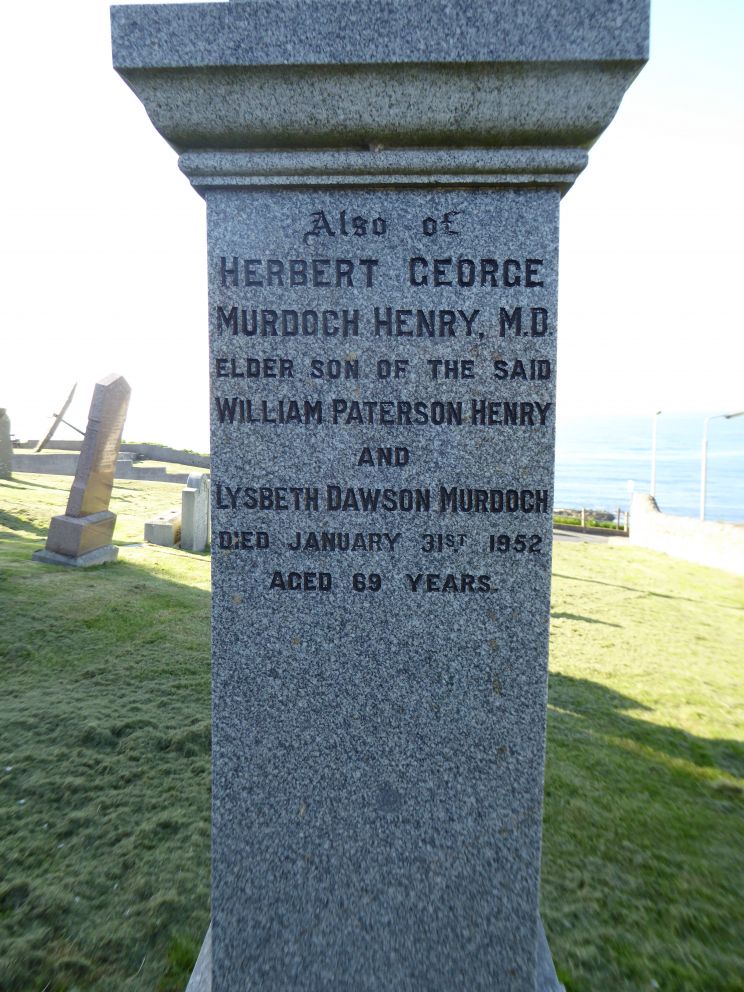 Also of
HERBERT GEORGE
MURDOCH HENRY, M.D.
ELDER SON OF THE SAID
WILLIAM PATERSON HENRY
AND
LYSBETH DAWSON MURDOCH
DIED JANUARY 31ST 1952
AGED 69 YEARS.